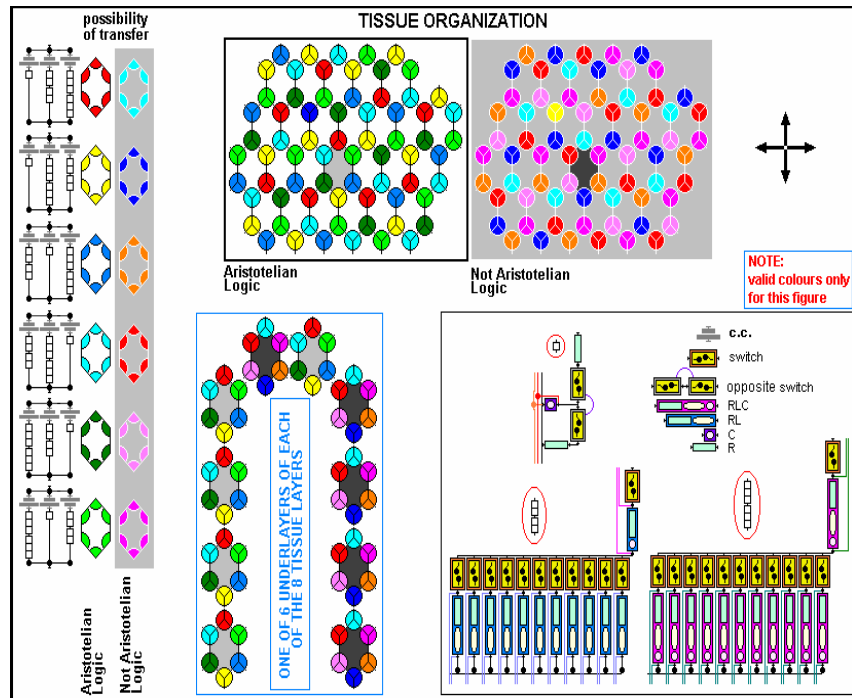 TISSUE ORGANIZATION
possibility
of transfer
Aristotelian
Logic
Not Aristotelian
Logic
NOTE:
valid colours only
for this figure
ONE OF 6 UNDERLAYERS OF EACH
OF THE 8 TISSUE LAYERS
c.c.
switch
opposite switch
RLC
RL
C
R
Aristotelian
Logic
Not Aristotelian
Logic